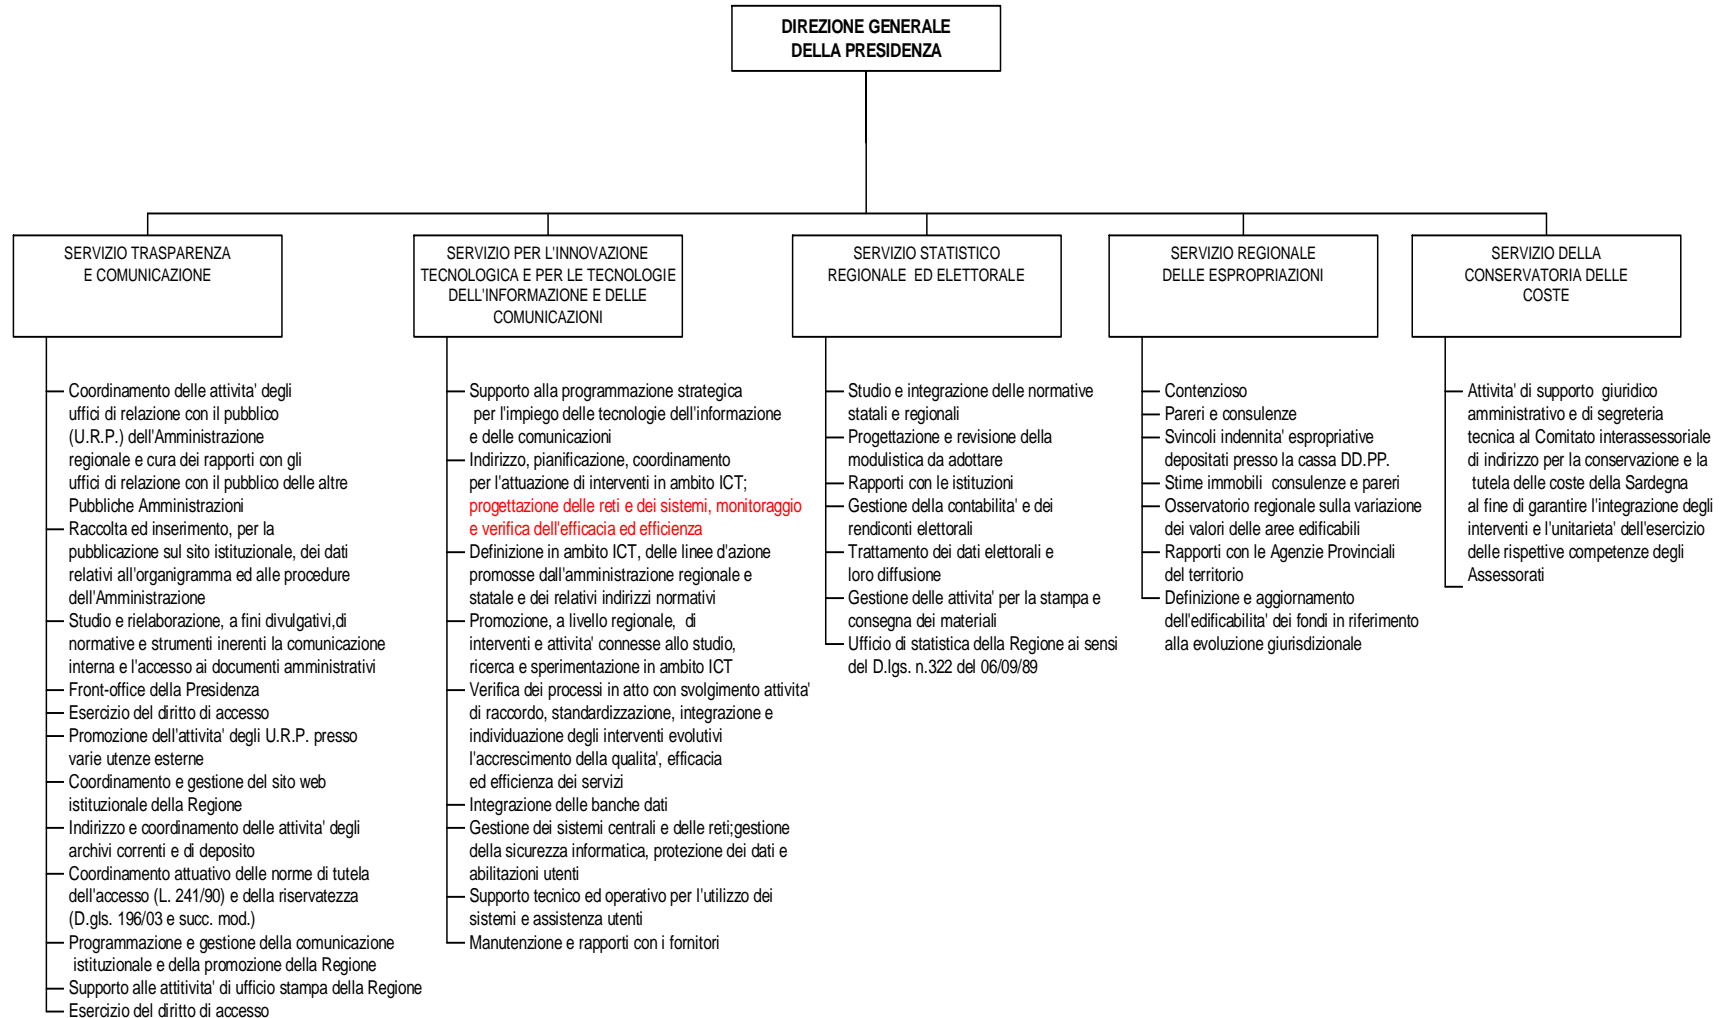 DIREZIONE GENERALE
DELLA PRESIDENZA
SERVIZIO TRASPARENZA
E COMUNICAZIONE
Coordinamento delle attivita' degli
uffici di relazione con il pubblico
(U.R.P.) dell'Amministrazione
regionale e cura dei rapporti con gli
uffici di relazione con il pubblico delle altre
Pubbliche Amministrazioni
Raccolta ed inserimento, per la
pubblicazione sul sito istituzionale, dei dati
relativi all'organigramma ed alle procedure
dell'Amministrazione
Studio e rielaborazione, a fini divulgativi,di
normative e strumenti inerenti la comunicazione
interna e l'accesso ai documenti amministrativi
Front-office della Presidenza
Esercizio del diritto di accesso
Promozione dell'attivita' degli U.R.P. presso
varie utenze esterne
Coordinamento e gestione del sito web
istituzionale della Regione
Indirizzo e coordinamento delle attivita' degli
archivi correnti e di deposito
Coordinamento attuativo delle norme di tutela
dell'accesso (L. 241/90) e della riservatezza
(D.gls. 196/03 e succ. mod.)
Programmazione e gestione della comunicazione
istituzionale e della promozione della Regione
Supporto alle attitivita' di ufficio stampa della Regione
Esercizio del diritto di accesso
SERVIZIO PER L'INNOVAZIONE
TECNOLOGICA E PER LE TECNOLOGIE
DELL'INFORMAZIONE E DELLE
COMUNICAZIONI
Supporto alla programmazione strategica
per l'impiego delle tecnologie dell'informazione
e delle comunicazioni
Indirizzo, pianificazione, coordinamento
per l'attuazione di interventi in ambito ICT;
progettazione delle reti e dei sistemi, monitoraggio
e verifica dell'efficacia ed efficienza
Definizione in ambito ICT, delle linee d'azione
promosse dall'amministrazione regionale e
statale e dei relativi indirizzi normativi
Promozione, a livello regionale, di
interventi e attivita' connesse allo studio,
ricerca e sperimentazione in ambito ICT
Verifica dei processi in atto con svolgimento attivita'
di raccordo, standardizzazione, integrazione e
individuazione degli interventi evolutivi
l'accrescimento della qualita', efficacia
ed efficienza dei servizi
Integrazione delle banche dati
Gestione dei sistemi centrali e delle reti;gestione
della sicurezza informatica, protezione dei dati e
abilitazioni utenti
Supporto tecnico ed operativo per l'utilizzo dei
sistemi e assistenza utenti
Manutenzione e rapporti con i fornitori
SERVIZIO STATISTICO
REGIONALE ED ELETTORALE
Studio e integrazione delle normative
statali e regionali
Progettazione e revisione della
modulistica da adottare
Rapporti con le istituzioni
Gestione della contabilita' e dei
rendiconti elettorali
Trattamento dei dati elettorali e
loro diffusione
Gestione delle attivita' per la stampa e
consegna dei materiali
Ufficio di statistica della Regione ai sensi
del D.lgs. n.322 del 06/09/89
SERVIZIO REGIONALE
DELLE ESPROPRIAZIONI
Contenzioso
Pareri e consulenze
Svincoli indennita' espropriative
depositati presso la cassa DD.PP.
Stime immobili consulenze e pareri
Osservatorio regionale sulla variazione
dei valori delle aree edificabili
Rapporti con le Agenzie Provinciali
del territorio
Definizione e aggiornamento
dell'edificabilita' dei fondi in riferimento
alla evoluzione giurisdizionale
SERVIZIO DELLA
CONSERVATORIA DELLE
COSTE
Attivita' di supporto giuridico
amministrativo e di segreteria
tecnica al Comitato interassessoriale
di indirizzo per la conservazione e la
tutela delle coste della Sardegna
al fine di garantire l'integrazione degli
interventi e l'unitarieta' dell'esercizio
delle rispettive competenze degli
Assessorati